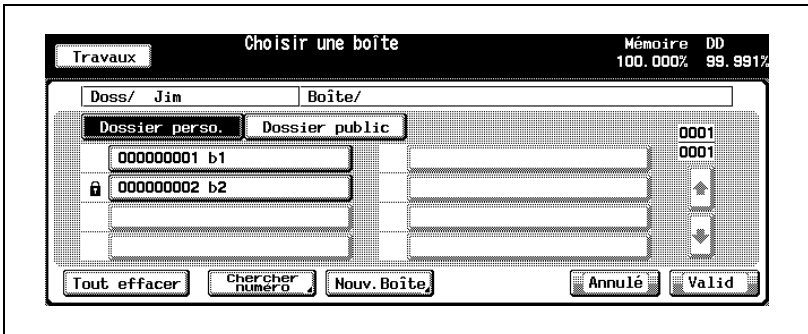 Travaux
Choisir une boîte
Mémoire DD
100.000% 99.991%
Doss/ Jim
Boîte/
Dossier perso.
Dossier public
0001
0001
000000001 b1
000000002 b2
Tout effacer
Chercher
numéro
Nouv.Boîte
Annulé
Valid